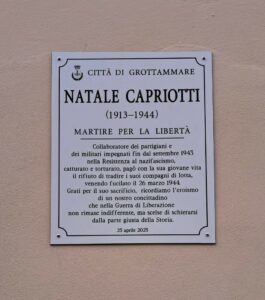 CITTÀ DI GROTTAMMARE
NATALE CAPRIOTTI
(1913-1944)
MARTIRE PER LA LIBERTÀ
Collaboratore dei partigiani e
dei militari impegnati fin dal settembre 1943
nella Resistenza al nazifascismo,
catturato e torturato, pagò con la sua giovane vita
il rifiuto di tradire i suoi compagni di lotta,
venendo fucilato il 26 marzo 1944.
Grati per il suo sacrificio, ricordiamo l'eroismo
di un nostro concittadino
che nella Guerra di Liberazione
non rimase indifferente, ma scelse di schierarsi
dalla parte giusta della Storia.
25 aprile 2025